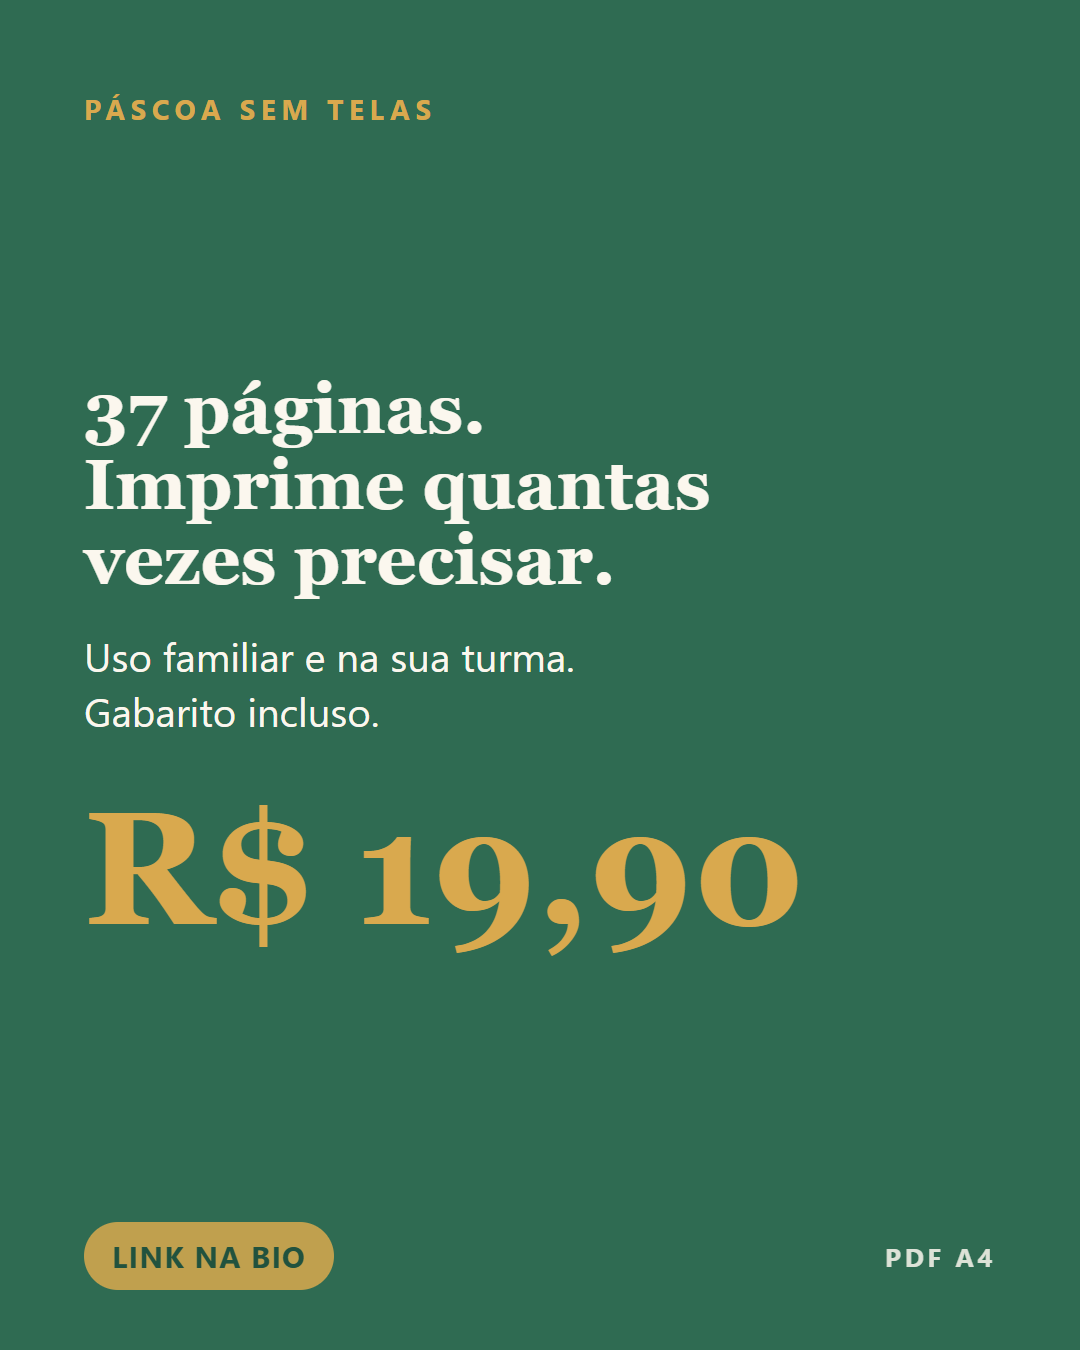 PÁSCOA SEM TELAS
37 páginas.
Imprime quantas
vezes precisar.
Uso familiar e na sua turma.
Gabarito incluso.
R$ 19,90
LINK NA BIO
PDF A4